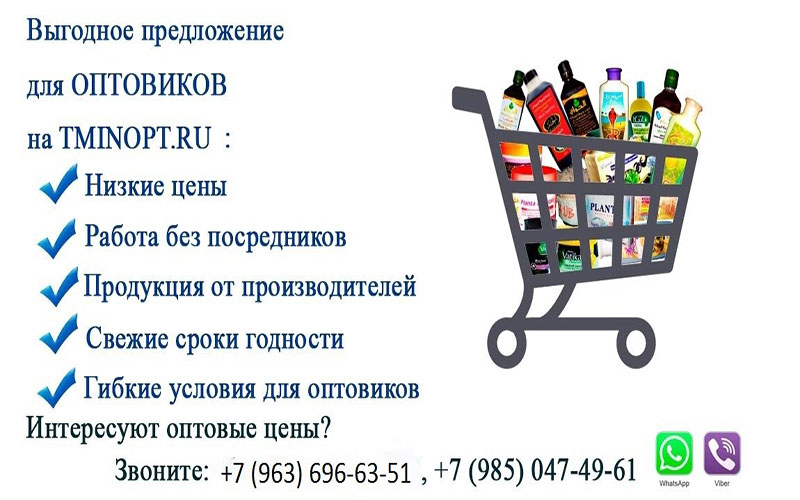 Выгодное предложение
для ОПТОВИКОВ
на TMINOPT.RU :
Низкие цены
Работа без посредников
Продукция от производителей
Свежие сроки годности
Гибкие условия для оптовиков
Интересуют оптовые цены?
Звоните: +7 (963) 696-63-51 , +7 (985) 047-49-61
WhatsApp Viber
PLANT
Vatika